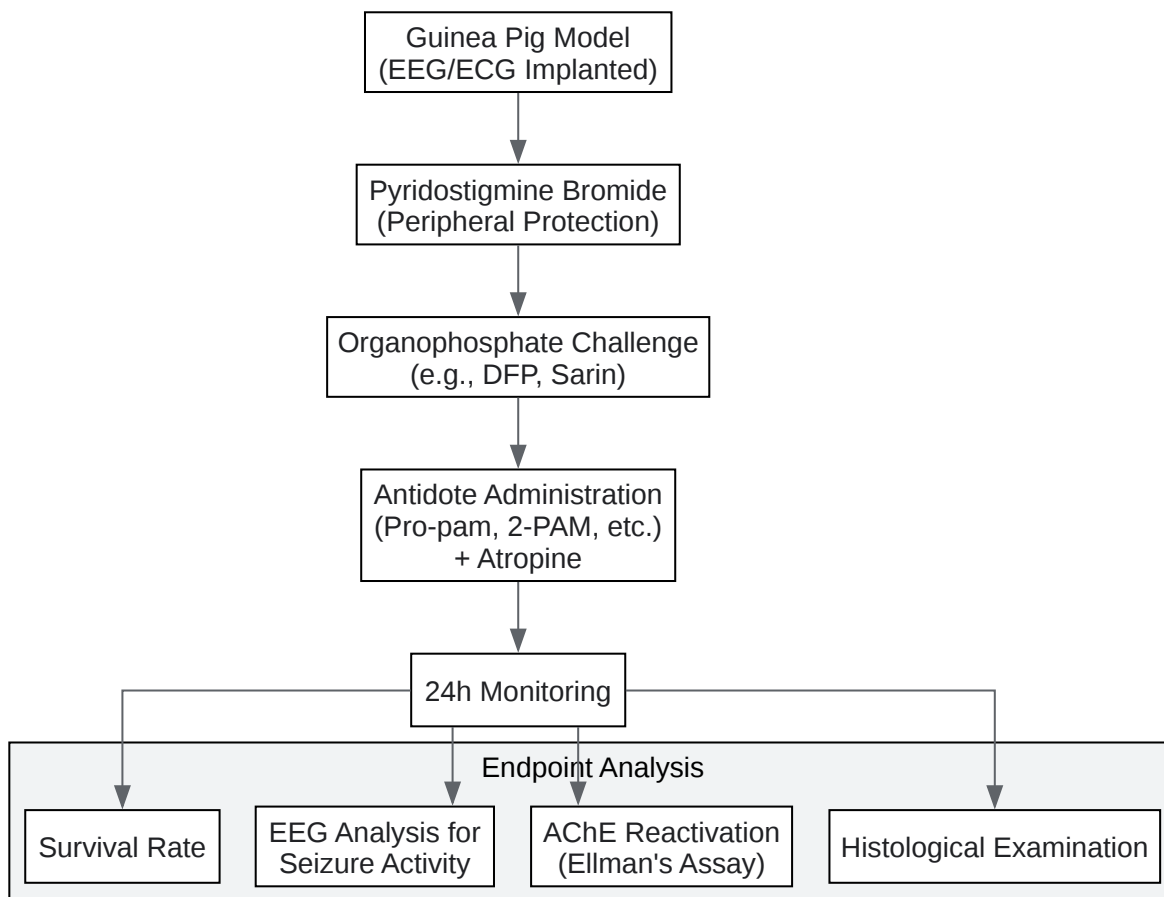 Guinea Pig Model
(EEG/ECG Implanted)
Pyridostigmine Bromide
(Peripheral Protection)
Organophosphate Challenge
(e.g., DFP, Sarin)
Antidote Administration
(Pro-pam, 2-PAM, etc.)
+ Atropine
24h Monitoring
Endpoint Analysis
Survival Rate
EEG Analysis for
Seizure Activity
AChE Reactivation
(Ellman's Assay)
Histological Examination